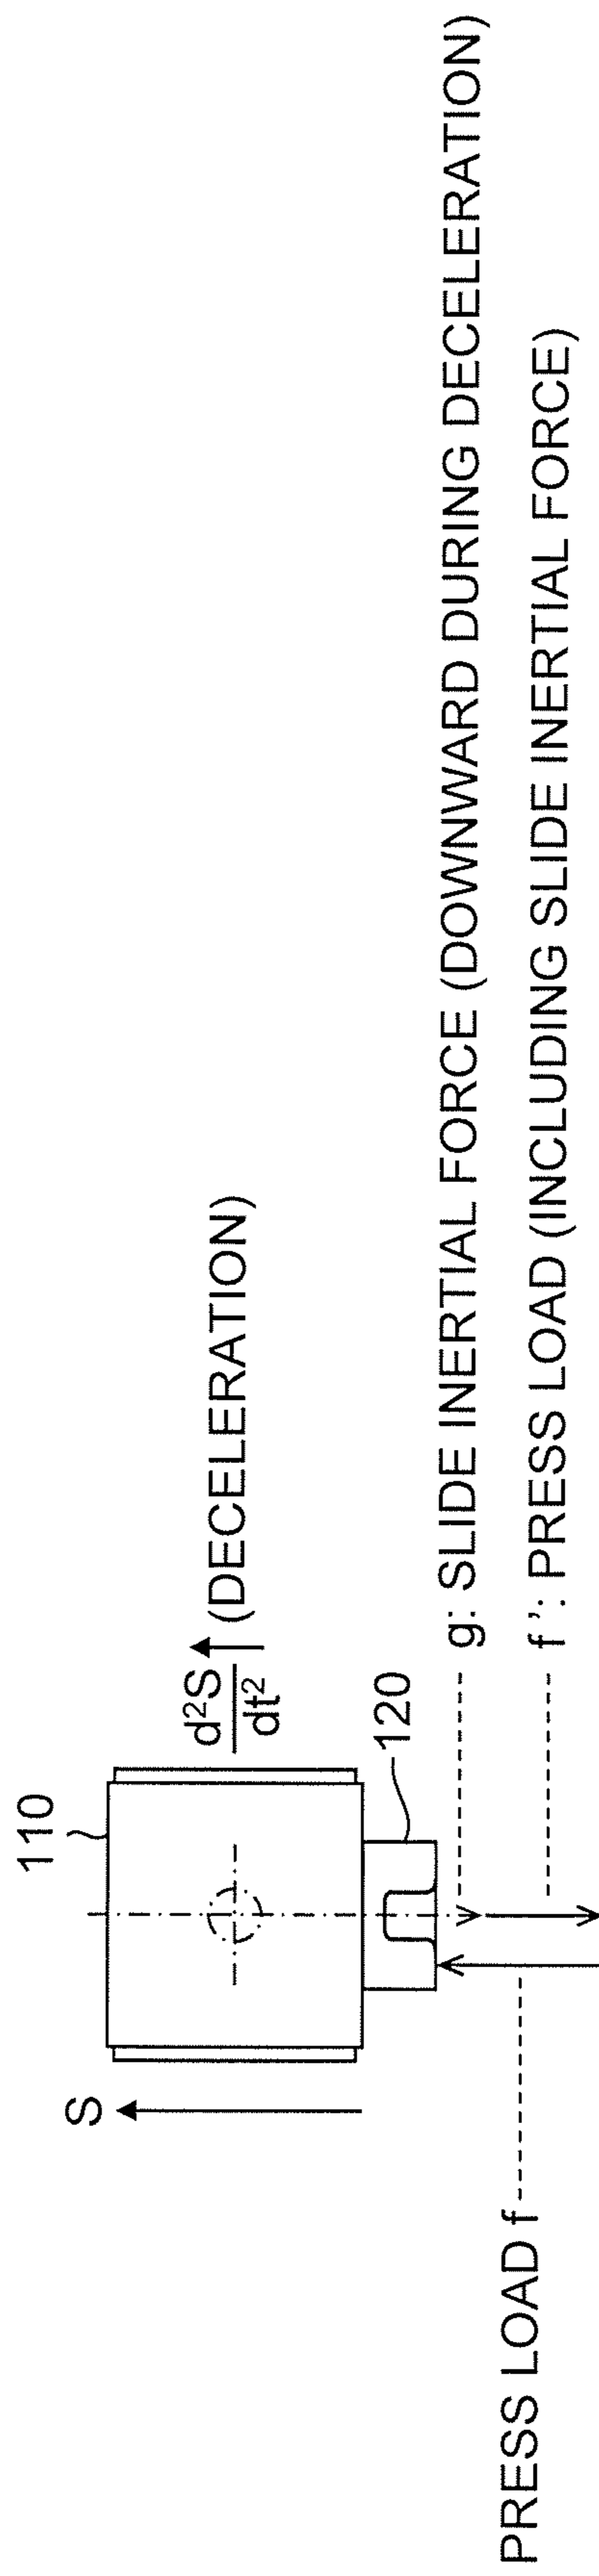 110
S
d²S
dt²
(DECELERATION)
120
g: SLIDE INERTIAL FORCE (DOWNWARD DURING DECELERATION)
PRESS LOAD f
f': PRESS LOAD (INCLUDING SLIDE INERTIAL FORCE)